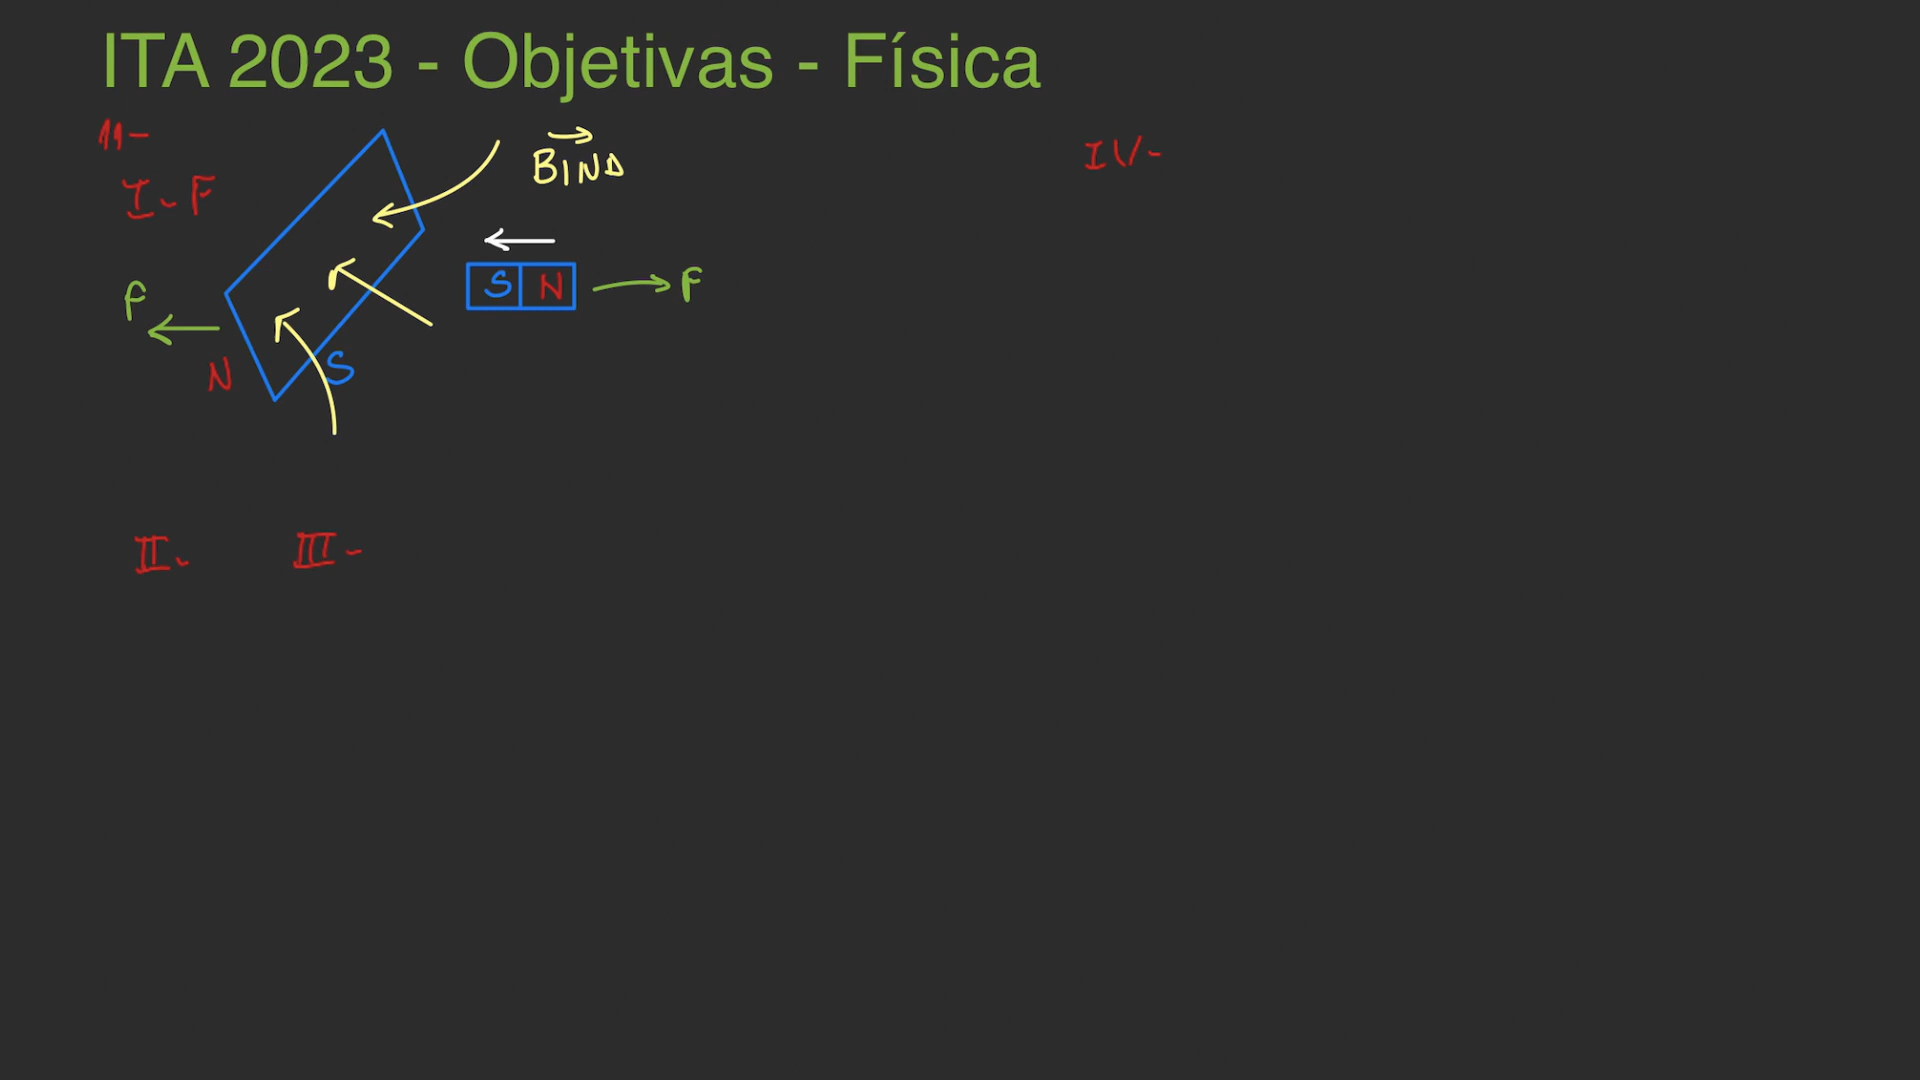 ITA 2023 - Objetivas - Física
11-
I - F
BIND
IV-
S N
F
F
N
S
II-
III-